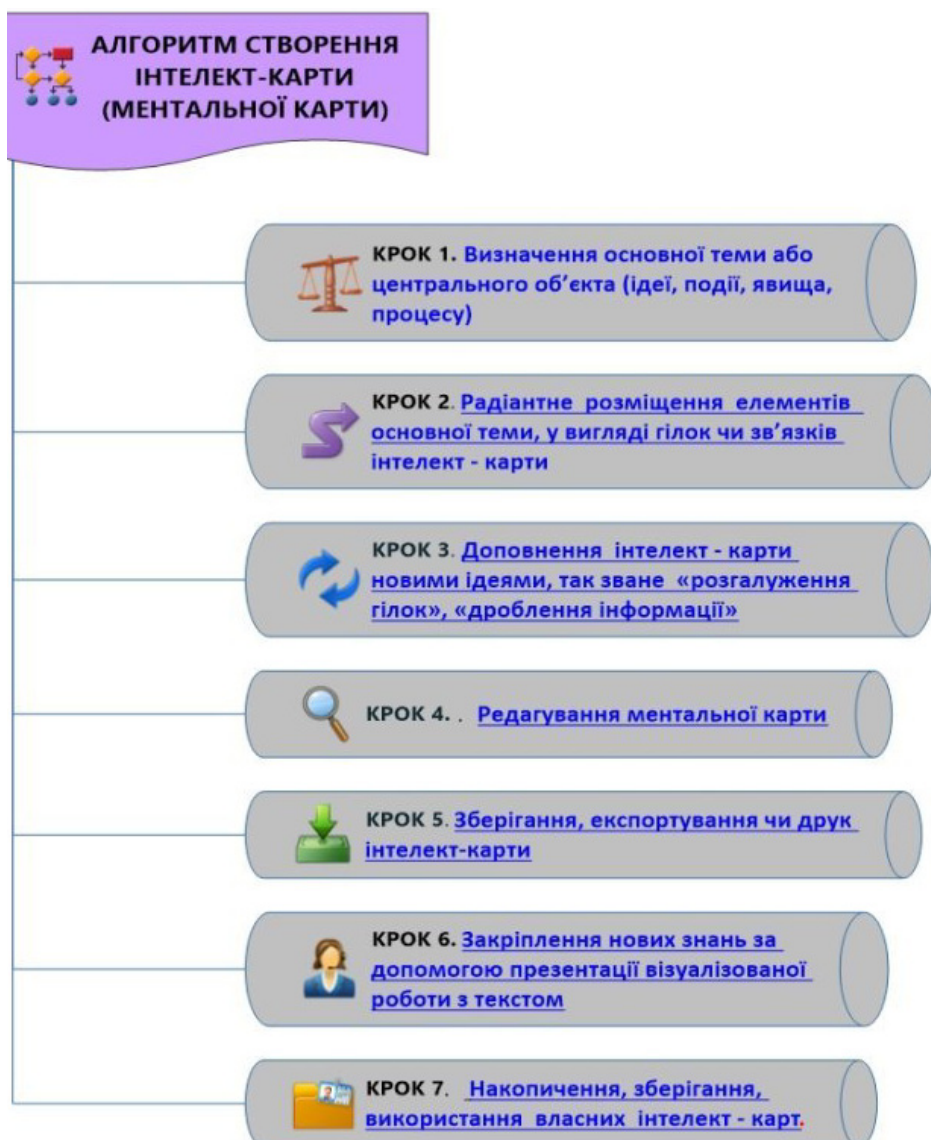 АЛГОРИТМ СТВОРЕННЯ
ІНТЕЛЕКТ-КАРТИ
(МЕНТАЛЬНОЇ КАРТИ)
КРОК 1. Визначення основної теми або
центрального об’єкта (ідеї, події, явища,
процесу)
КРОК 2. Радіантне розміщення елементів
основної теми, у вигляді гілок чи зв’язків
інтелект - карти
КРОК 3. Доповнення інтелект - карти
новими ідеями, так зване «розгалуження
гілок», «дроблення інформації»
КРОК 4. . Редагування ментальної карти
КРОК 5. Зберігання, експортування чи друк
інтелект-карти
КРОК 6. Закріплення нових знань за
допомогою презентації візуалізованої
роботи з текстом
КРОК 7. Накопичення, зберігання,
використання власних інтелект - карт.